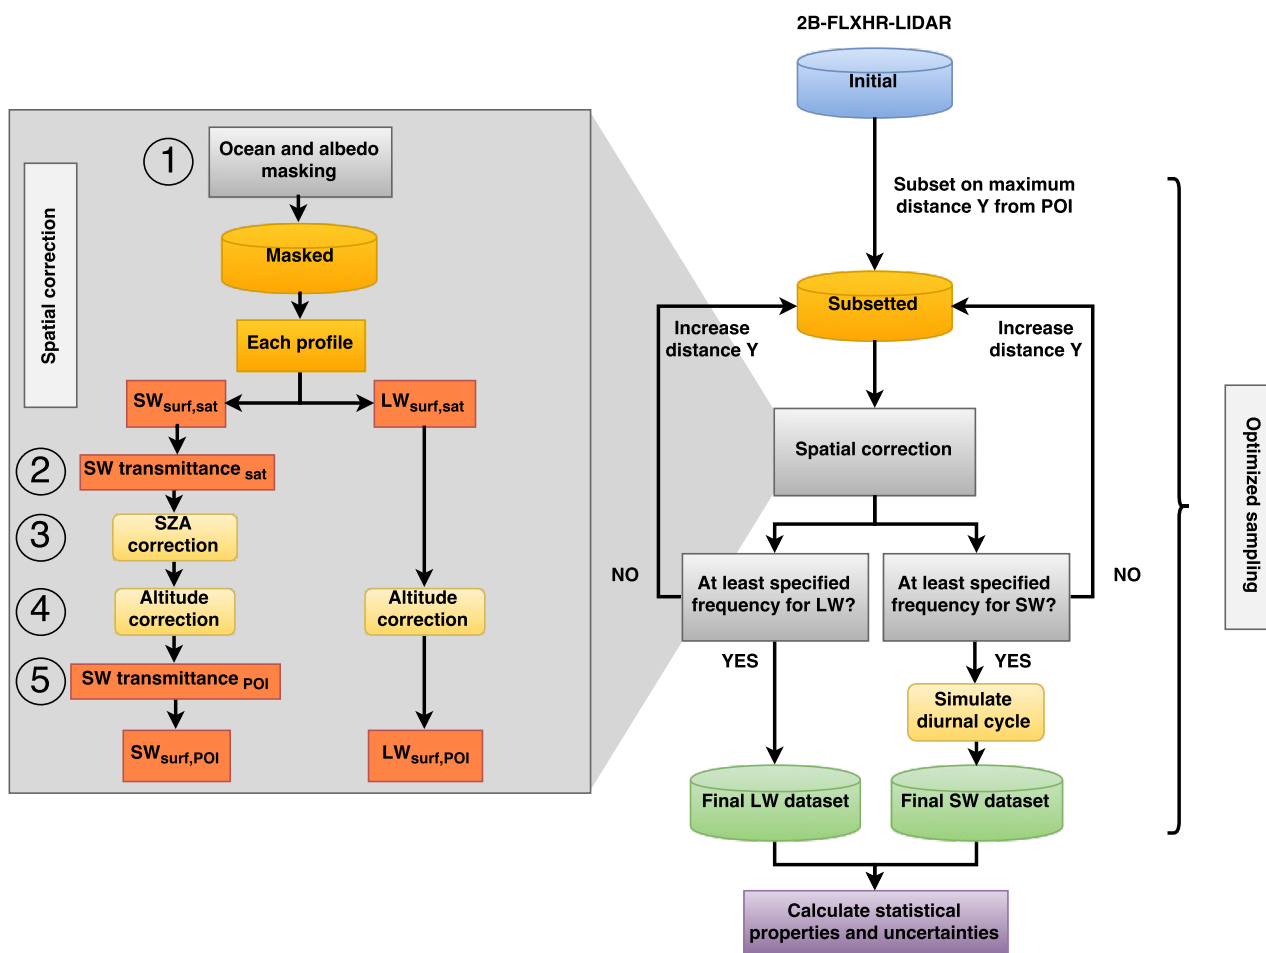 2B-FLXHR-LIDAR
Initial
Subset on maximum
distance Y from POI
Subsetted
Increase
distance Y
Increase
distance Y
Spatial correction
NO
At least specified
frequency for LW?
At least specified
frequency for SW?
NO
YES
YES
Simulate
diurnal cycle
Final LW dataset
Final SW dataset
Calculate statistical
properties and uncertainties
Optimized sampling
Spatial correction
1
Ocean and albedo
masking
Masked
Each profile
SWsurf,sat
LWsurf,sat
2
SW transmittance sat
3
SZA
correction
4
Altitude
correction
Altitude
correction
5
SW transmittance POI
SWsurf,POI
LWsurf,POI